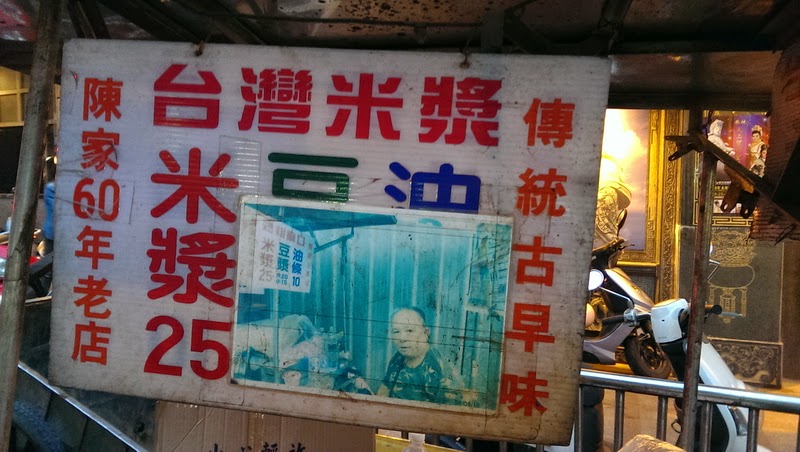 台灣米漿
陳家60年老店
米漿25
豆
油
傳統古早味
米漿25
豆漿
油條10